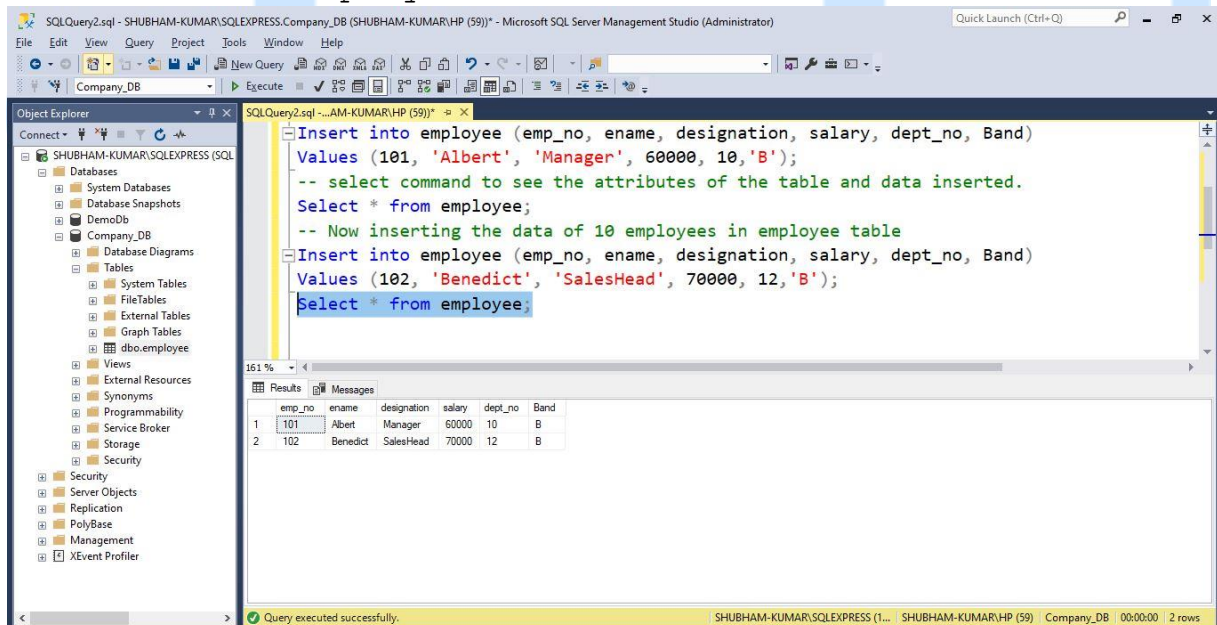 SQLQuery2.sql - SHUBHAM-KUMAR\SQLEXPRESS.Company_DB (SHUBHAM-KUMAR\HP (59))* - Microsoft SQL Server Management Studio (Administrator)
Quick Launch (Ctrl+Q)
File Edit View Query Project Tools Window Help
New Query
Company_DB
Execute
Object Explorer
SQLQuery2.sql -...AM-KUMAR\HP (59))*
Connect
SHUBHAM-KUMAR\SQLEXPRESS (SQL
Databases
System Databases
Database Snapshots
DemoDb
Company_DB
Database Diagrams
Tables
System Tables
FileTables
External Tables
Graph Tables
dbo.employee
Views
External Resources
Synonyms
Programmability
Service Broker
Storage
Security
Security
Server Objects
Replication
PolyBase
Management
XEvent Profiler
Insert into employee (emp_no, ename, designation, salary, dept_no, Band)
Values (101, 'Albert', 'Manager', 60000, 10,'B');
-- select command to see the attributes of the table and data inserted.
Select * from employee;
-- Now inserting the data of 10 employees in employee table
Insert into employee (emp_no, ename, designation, salary, dept_no, Band)
Values (102, 'Benedict', 'SalesHead', 70000, 12,'B');
Select * from employee;
161 %
Results Messages
emp_no ename designation salary dept_no Band
1 101 Albert Manager 60000 10 B
2 102 Benedict SalesHead 70000 12 B
Query executed successfully.
SHUBHAM-KUMAR\SQLEXPRESS (1... SHUBHAM-KUMAR\HP (59) Company_DB 00:00:00 2 rows